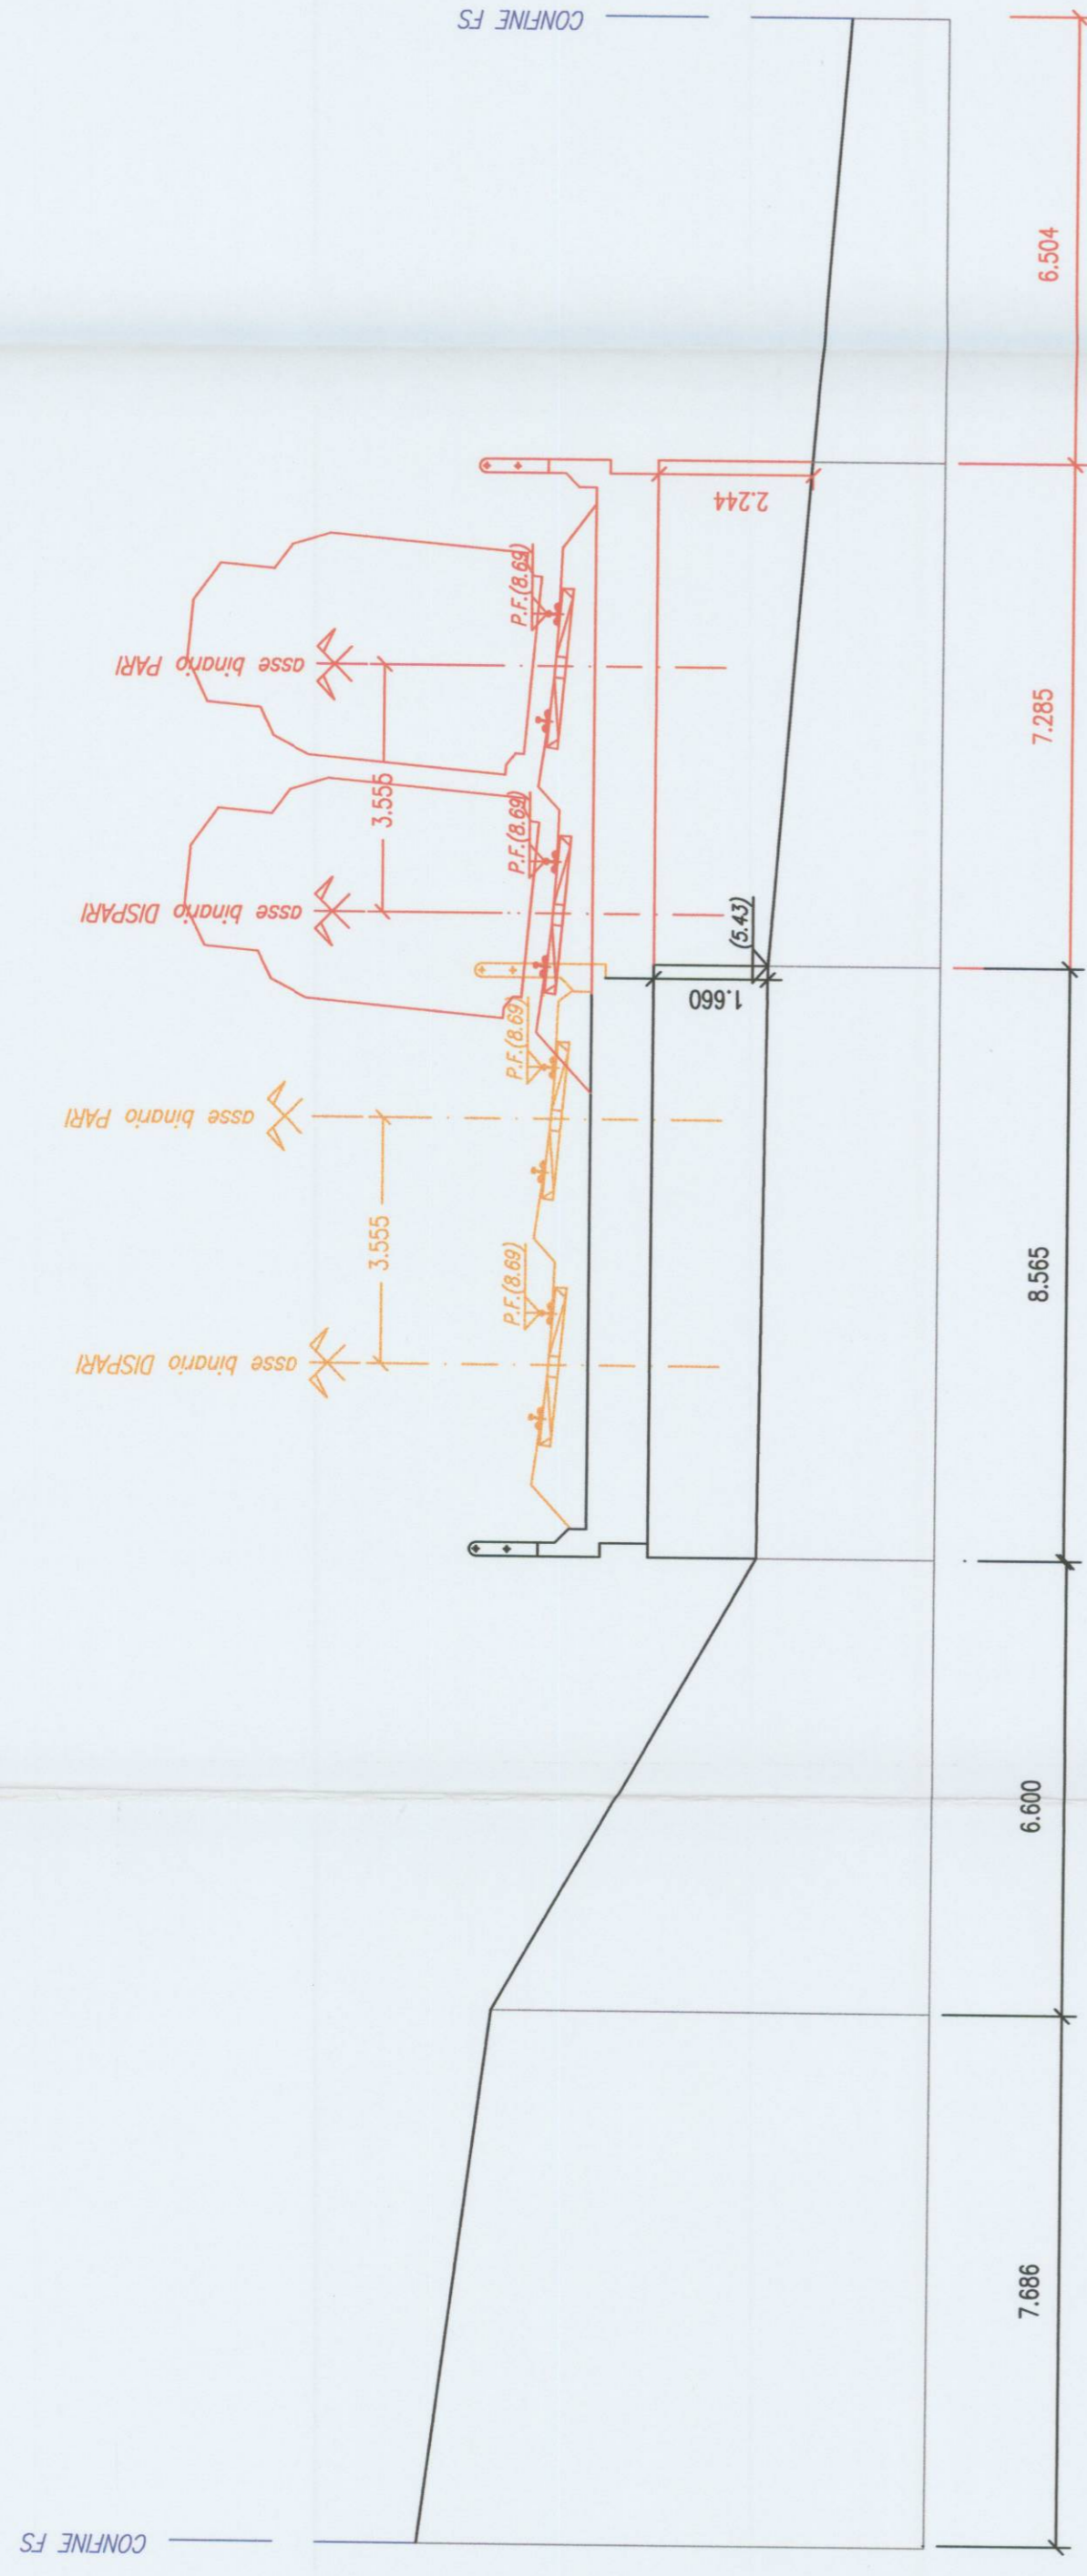 CONFINE FS
CONFINE FS
asse binario DISPARI
asse binario PARI
asse binario DISPARI
asse binario PARI
3.555
3.555
P.F.(8.69)
P.F.(8.69)
P.F.(8.69)
P.F.(8.69)
1.660
(5.43)
2.244
7.686
6.600
8.565
7.285
6.504